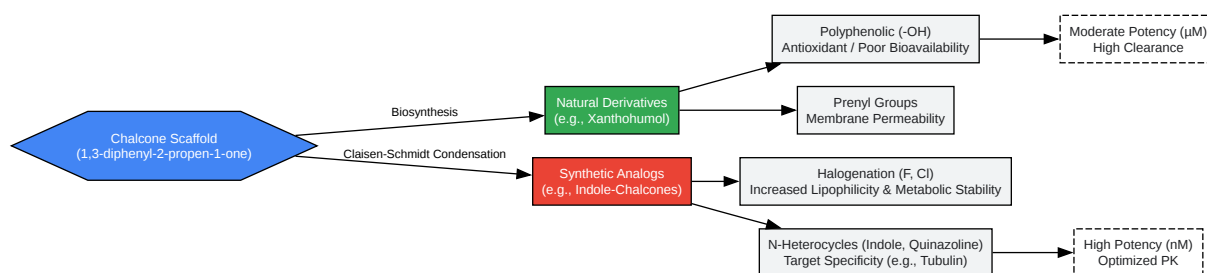 Chalcone Scaffold
(1,3-diphenyl-2-propen-1-one)
Biosynthesis
Claisen-Schmidt Condensation
Natural Derivatives
(e.g., Xanthohumol)
Synthetic Analogs
(e.g., Indole-Chalcones)
Polyphenolic (-OH)
Antioxidant / Poor Bioavailability
Prenyl Groups
Membrane Permeability
Halogenation (F, Cl)
Increased Lipophilicity & Metabolic Stability
N-Heterocycles (Indole, Quinazoline)
Target Specificity (e.g., Tubulin)
Moderate Potency (µM)
High Clearance
High Potency (nM)
Optimized PK